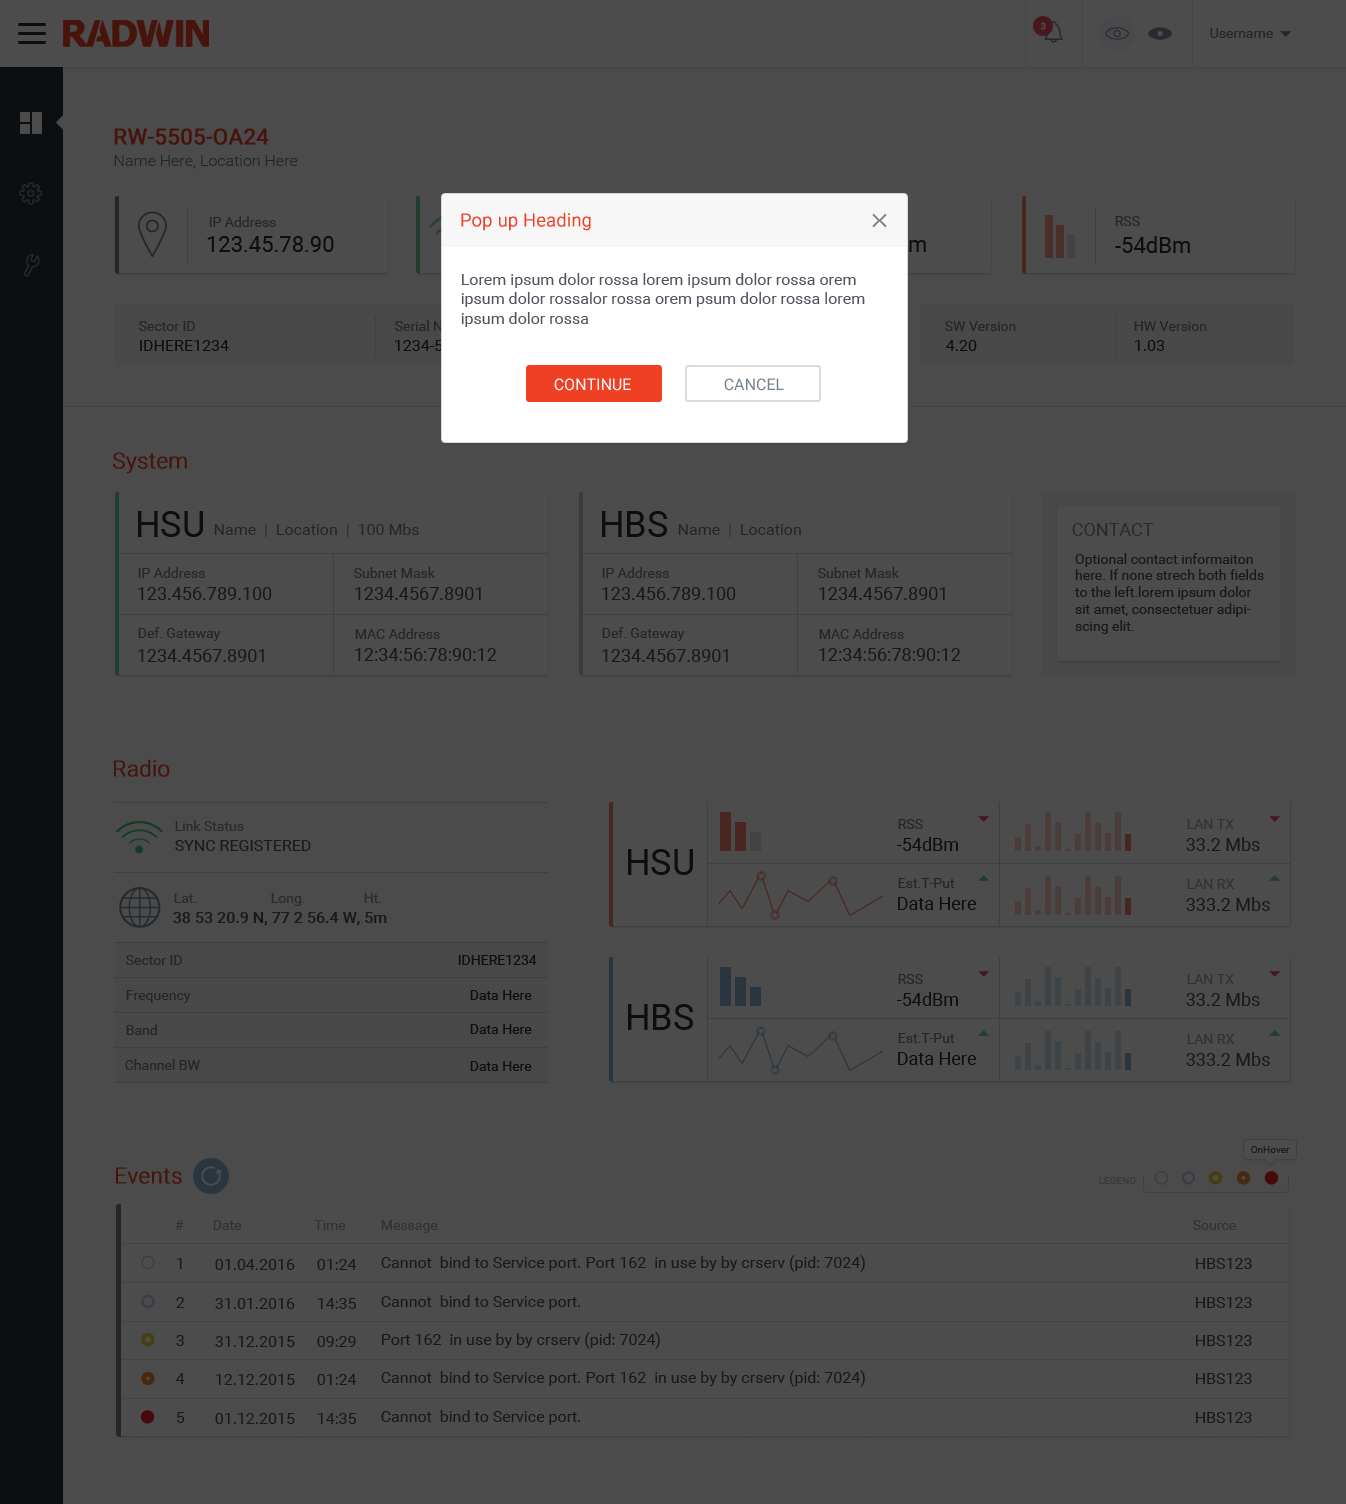 RADWIN
3
Username
RW-5505-OA24
Name Here, Location Here
IP Address
123.45.78.90
m
RSS
-54dBm
Pop up Heading
Lorem ipsum dolor rossa lorem ipsum dolor rossa orem
ipsum dolor rossalor rossa orem psum dolor rossa lorem
ipsum dolor rossa
CONTINUE
CANCEL
Sector ID
IDHERE1234
Serial N
1234-5
SW Version
4.20
HW Version
1.03
System
HSU Name | Location | 100 Mbs
IP Address
123.456.789.100
Subnet Mask
1234.4567.8901
Def. Gateway
1234.4567.8901
MAC Address
12:34:56:78:90:12
HBS Name | Location
IP Address
123.456.789.100
Subnet Mask
1234.4567.8901
Def. Gateway
1234.4567.8901
MAC Address
12:34:56:78:90:12
CONTACT
Optional contact informaiton
here. If none strech both fields
to the left.lorem ipsum dolor
sit amet, consectetuer adipi-
scing elit.
Radio
Link Status
SYNC REGISTERED
Lat. Long. Ht.
38 53 20.9 N, 77 2 56.4 W, 5m
Sector ID IDHERE1234
Frequency Data Here
Band Data Here
Channel BW Data Here
HSU
RSS
-54dBm
LAN TX
33.2 Mbs
Est.T-Put
Data Here
LAN RX
333.2 Mbs
HBS
RSS
-54dBm
LAN TX
33.2 Mbs
Est.T-Put
Data Here
LAN RX
333.2 Mbs
Events
OnHover
LEGEND
# Date Time Message Source
1 01.04.2016 01:24 Cannot  bind to Service port. Port 162  in use by by crserv (pid: 7024) HBS123
2 31.01.2016 14:35 Cannot  bind to Service port. HBS123
3 31.12.2015 09:29 Port 162  in use by by crserv (pid: 7024) HBS123
4 12.12.2015 01:24 Cannot  bind to Service port. Port 162  in use by by crserv (pid: 7024) HBS123
5 01.12.2015 14:35 Cannot  bind to Service port. HBS123